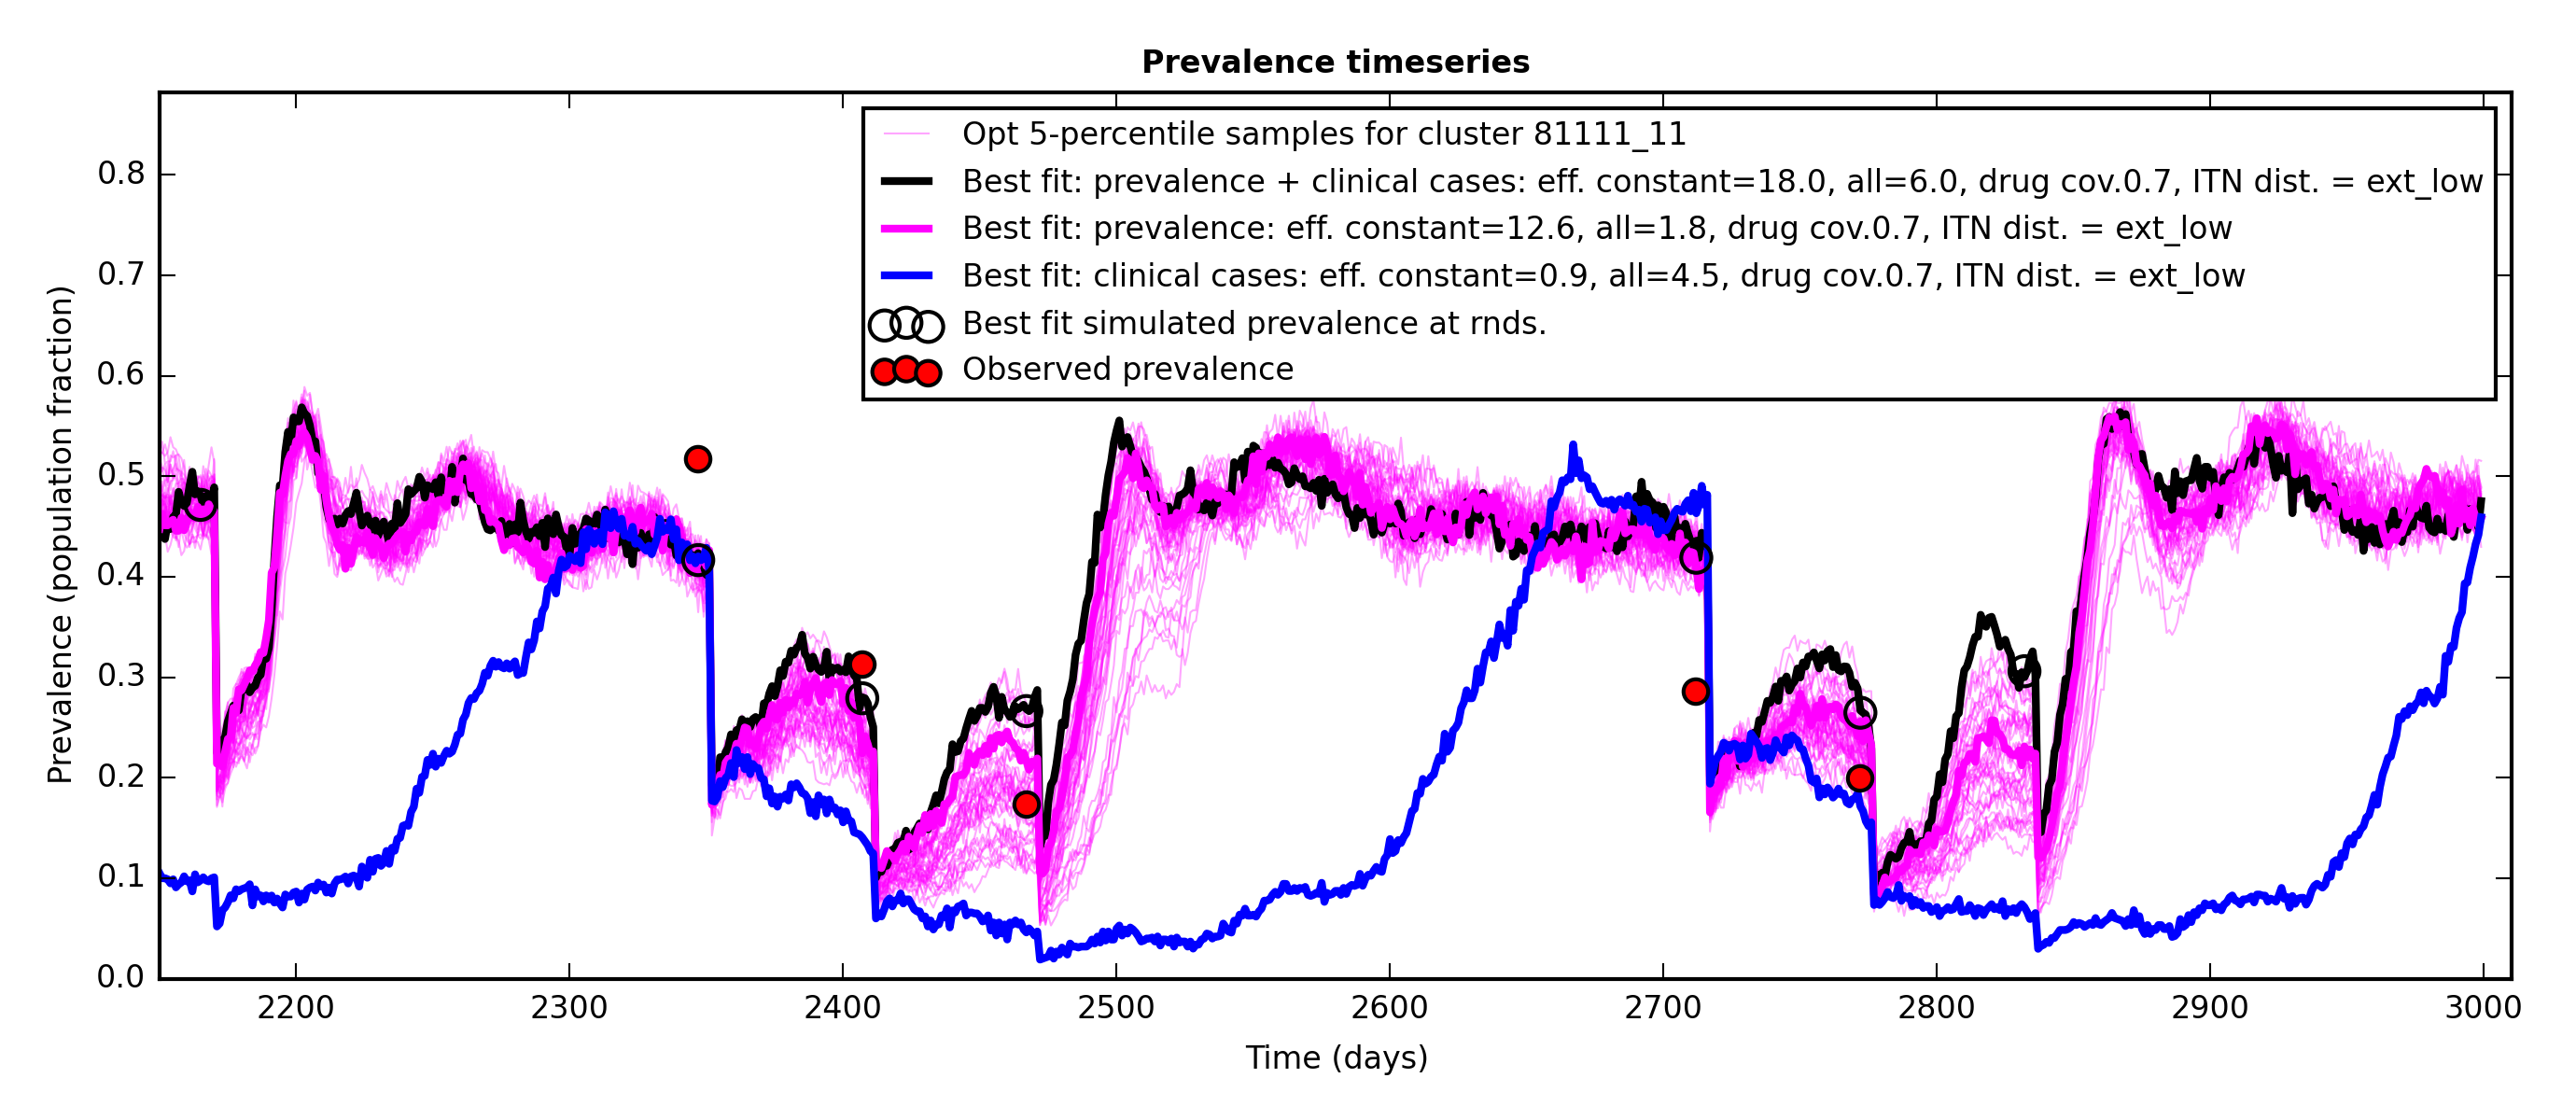 Prevalence timeseries
Opt 5-percentile samples for cluster 81111_11
Best fit: prevalence + clinical cases: eff. constant=18.0, all=6.0, drug cov.0.7, ITN dist. = ext_low
Best fit: prevalence: eff. constant=12.6, all=1.8, drug cov.0.7, ITN dist. = ext_low
Best fit: clinical cases: eff. constant=0.9, all=4.5, drug cov.0.7, ITN dist. = ext_low
Best fit simulated prevalence at rnds.
Observed prevalence
Prevalence (population fraction)
0.8
0.7
0.6
0.5
0.4
0.3
0.2
0.1
0.0
2200 2300 2400 2500 2600 2700 2800 2900 3000
Time (days)